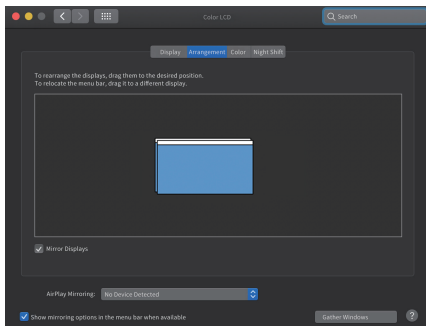 Color LCD
Search
Display Arrangement Color Night Shift
To rearrange the displays, drag them to the desired position.
To relocate the menu bar, drag it to a different display.
Mirror Displays
AirPlay Mirroring: No Device Detected
Show mirroring options in the menu bar when available
Gather Windows
?